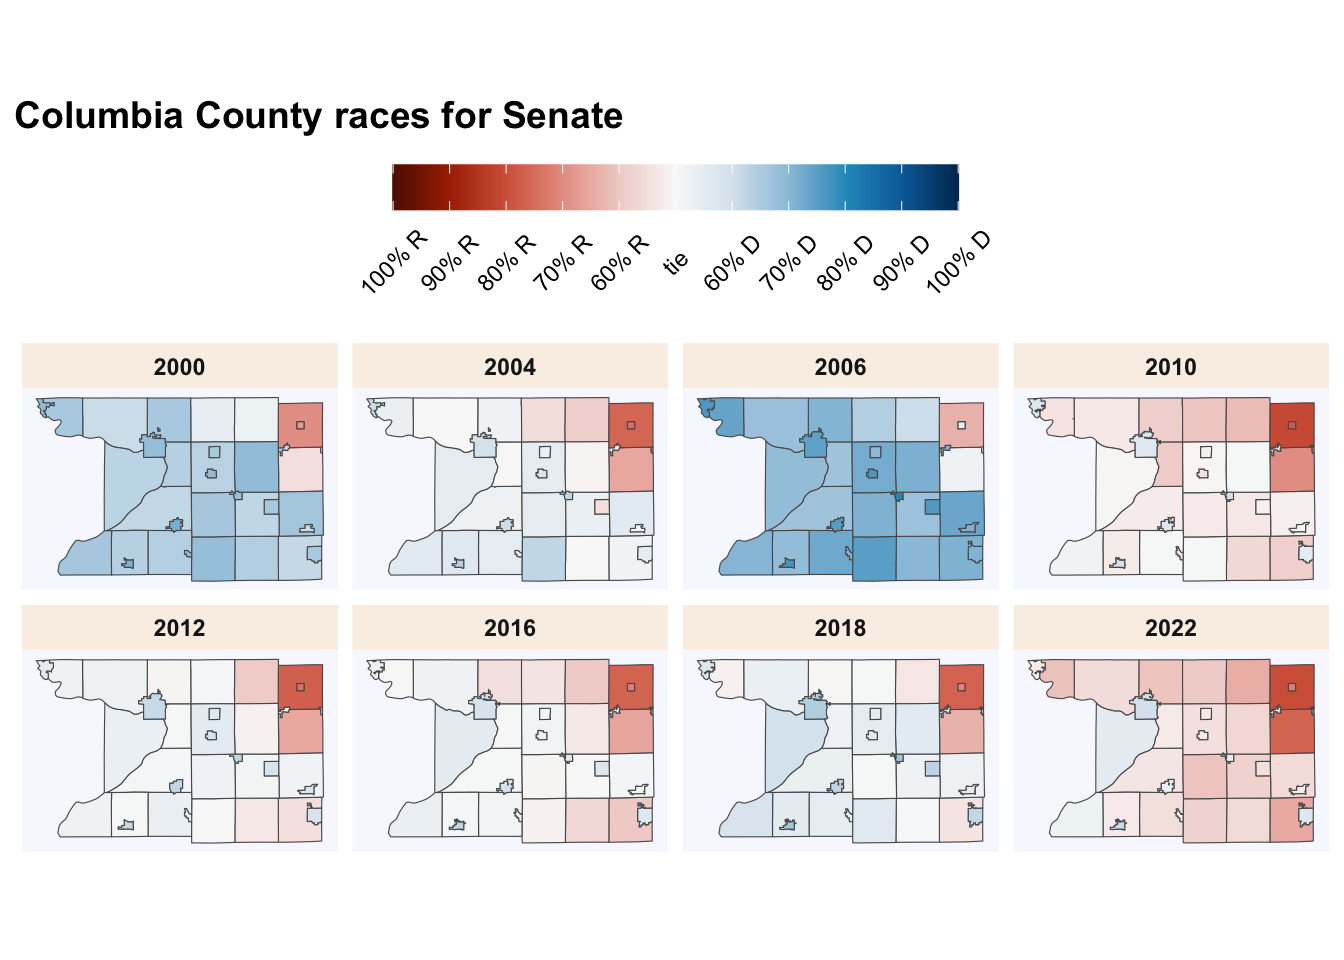 Columbia County races for Senate
100% R
90% R
80% R
70% R
60% R
tie
60% D
70% D
80% D
90% D
100% D
2000
2004
2006
2010
2012
2016
2018
2022